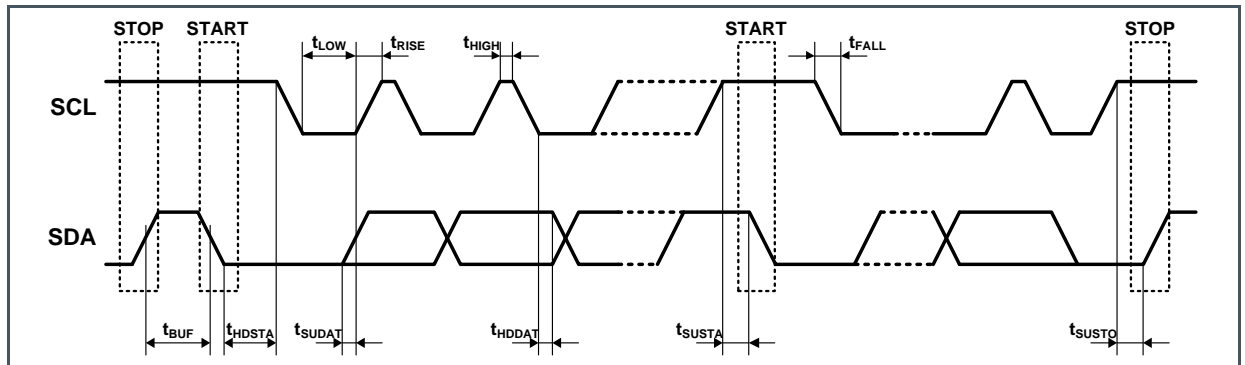 STOP START START STOP
tLOW tRISE tHIGH tFALL
SCL
SDA
tBUF tHDSTA tSUDAT tHDDAT tSUSTA tSUSTO